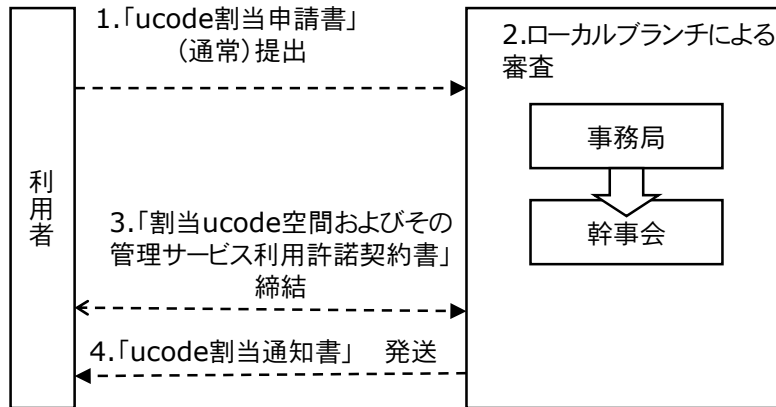 1.「ucode割当申請書」
（通常）提出
2.ローカルブランチによる
審査
事務局
幹事会
利用者
3.「割当ucode空間およびその
管理サービス利用許諾契約書」
締結
4.「ucode割当通知書」　発送